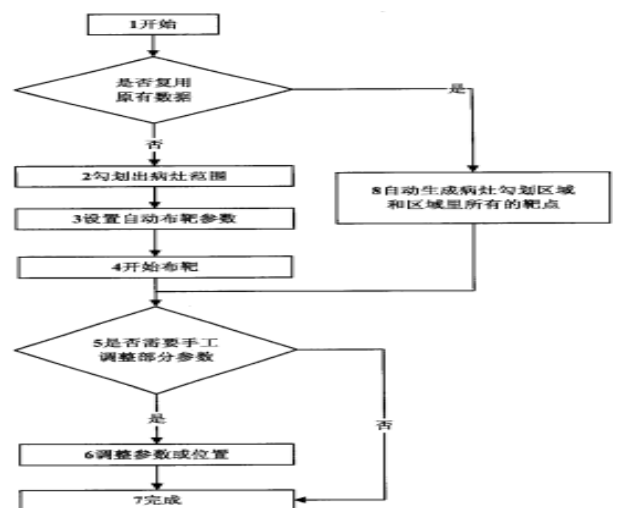 1开始
是否复用
原有数据
是
否
2勾划出病灶范围
8自动生成病灶勾划区域
和区域里所有的靶点
3设置自动布靶参数
4开始布靶
5是否需要手工
调整部分参数
是
否
6调整参数或位置
7完成